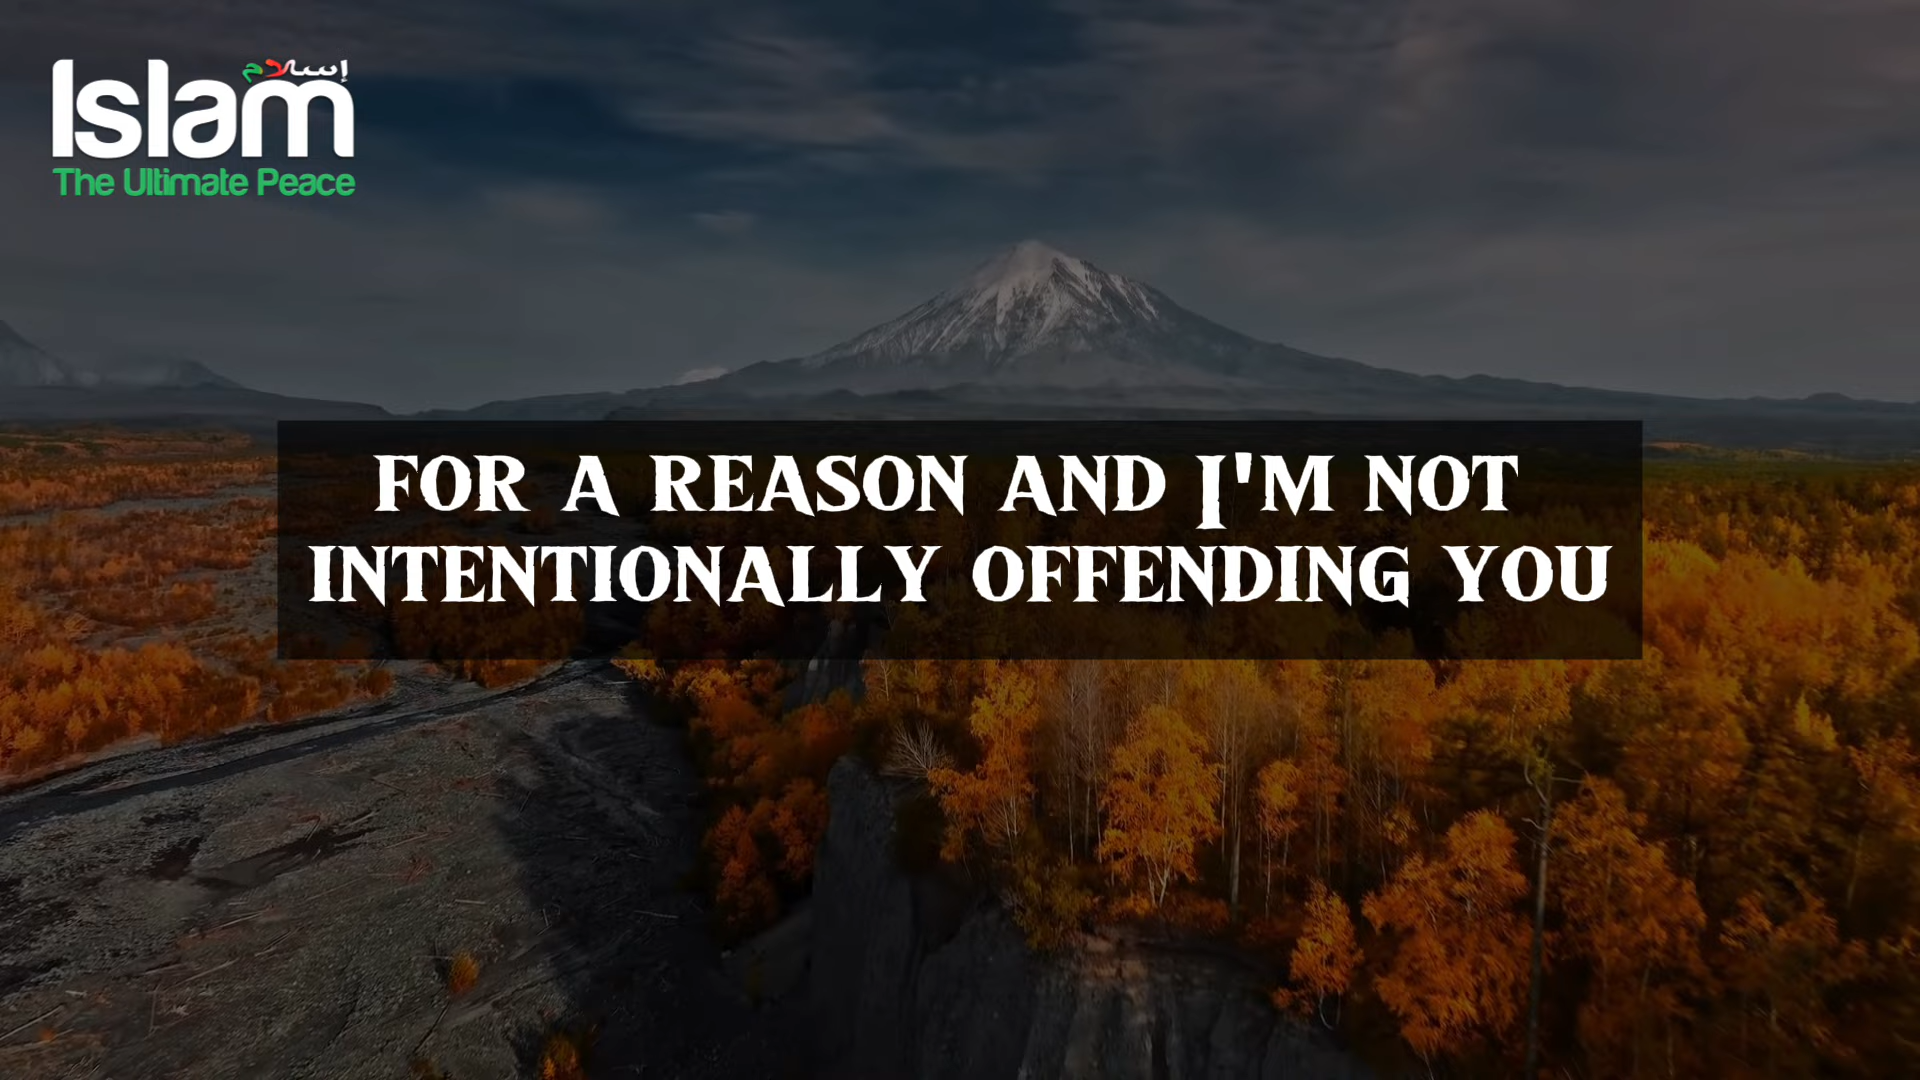 إسلام
Islam
The Ultimate Peace
FOR A REASON AND I'M NOT
INTENTIONALLY OFFENDING YOU